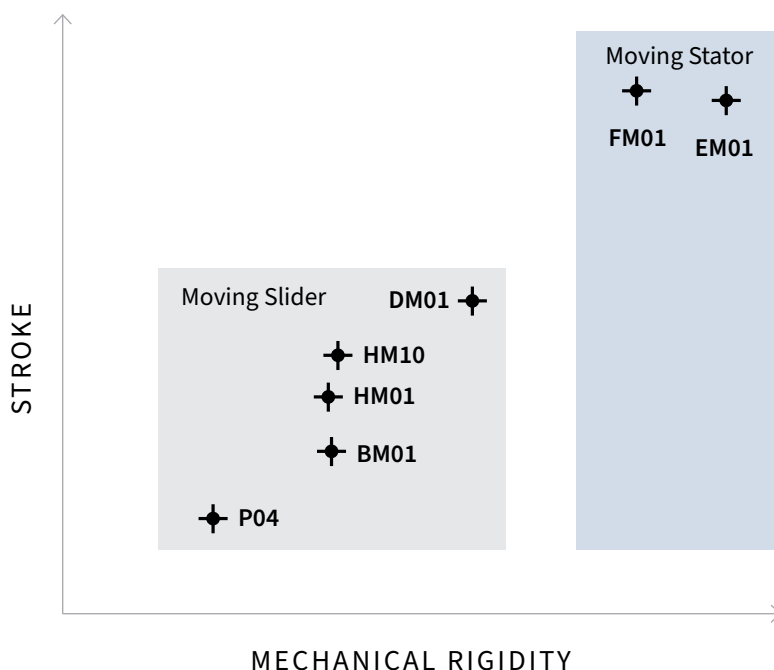 Moving Stator
FM01
EM01
Moving Slider
DM01
HM10
HM01
BM01
P04
STROKE
MECHANICAL RIGIDITY